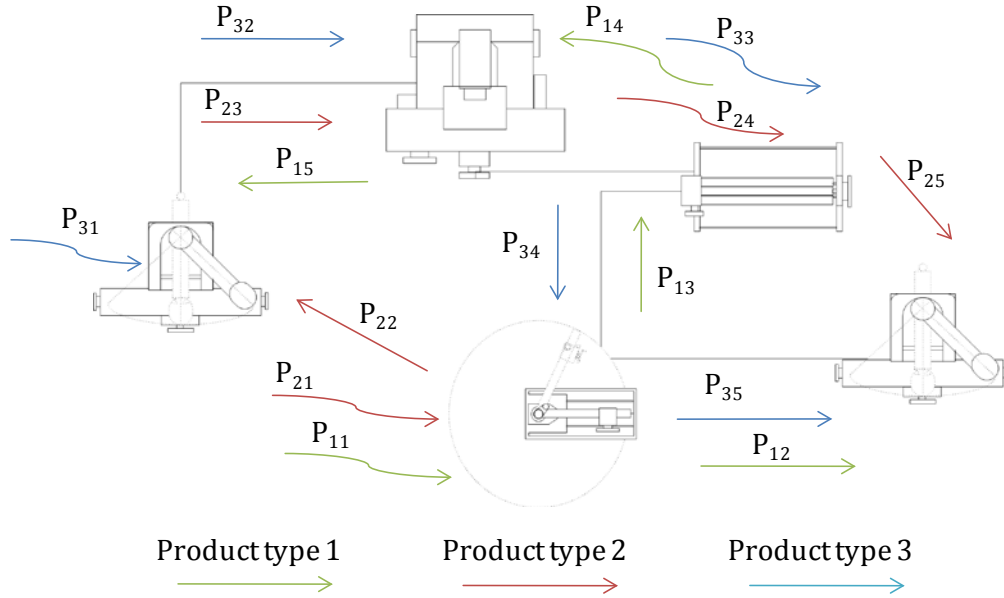 P₃₂
P₁₄
P₃₃
P₂₃
P₂₄
P₁₅
P₂₅
P₃₁
P₃₄
P₁₃
P₂₂
P₂₁
P₃₅
P₁₁
P₁₂
Product type 1
Product type 2
Product type 3